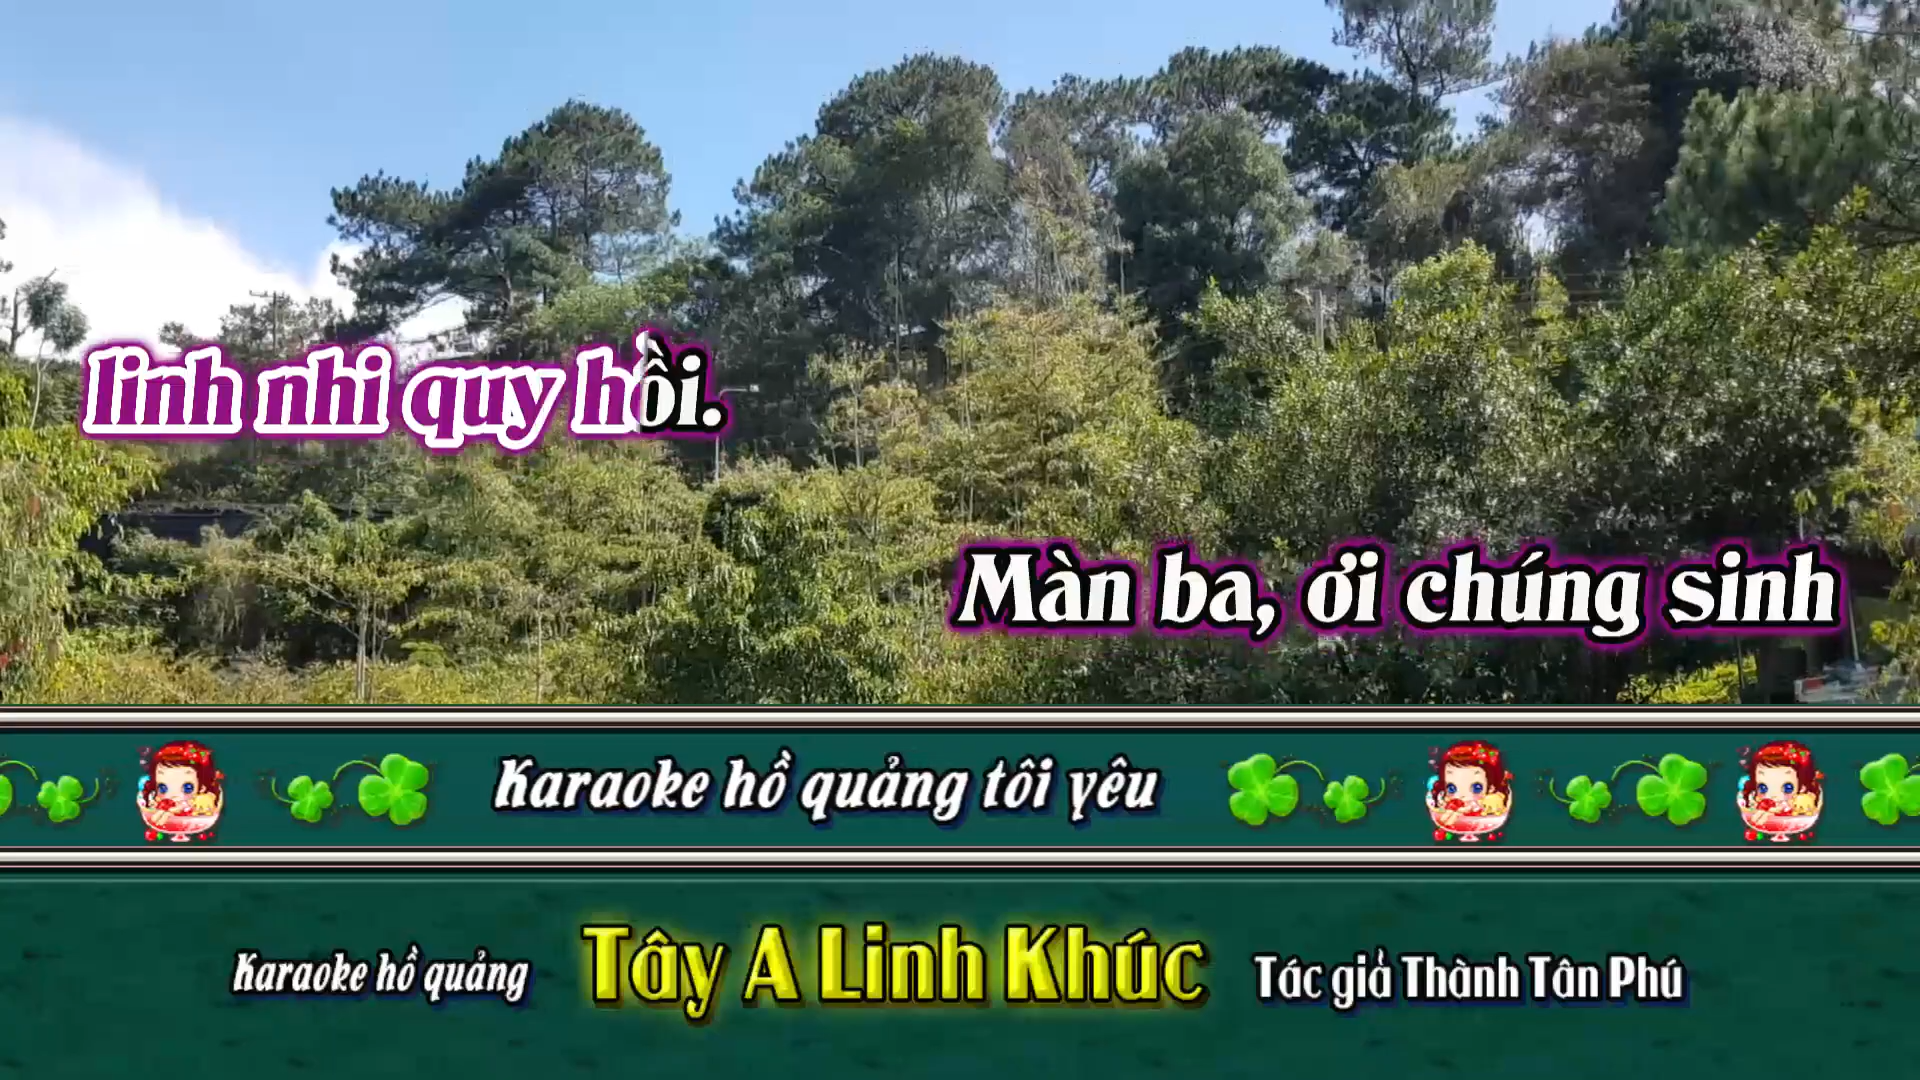 linh nhi quy hồi.
Màn ba, ơi chúng sinh
Karaoke hồ quảng tôi yêu
Karaoke hồ quảng Tây A Linh Khúc Tác giả Thành Tân Phú